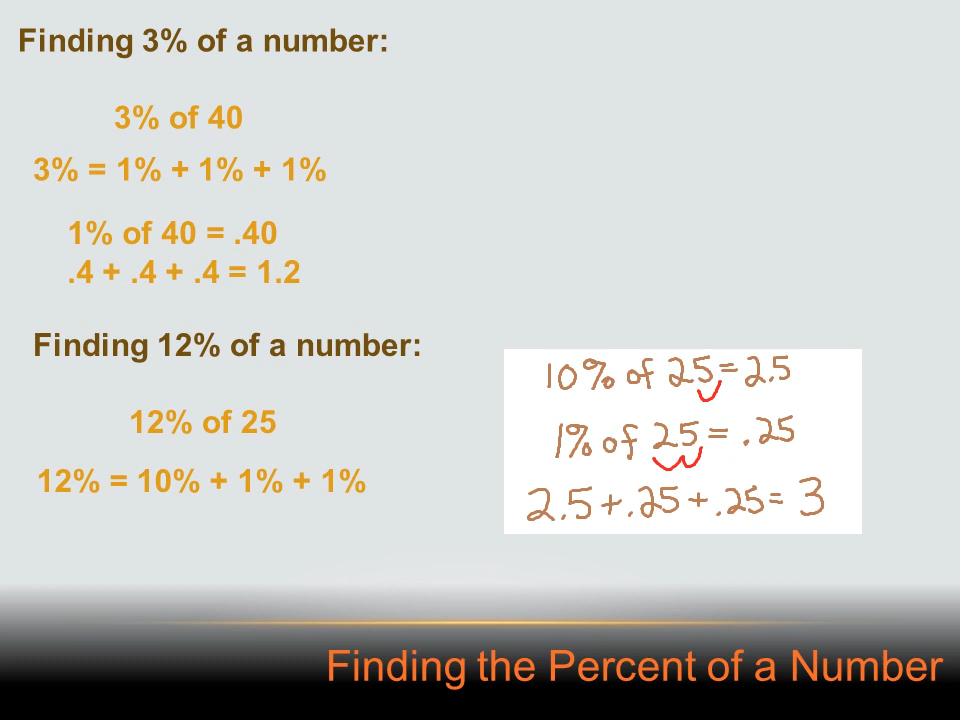 Finding 3% of a number:
3% of 40
3% = 1% + 1% + 1%
1% of 40 = .40
.4 + .4 + .4 = 1.2
Finding 12% of a number:
12% of 25
12% = 10% + 1% + 1%
10% of 25 = 2.5
1% of 25 = .25
2.5 + .25 + .25 = 3
Finding the Percent of a Number